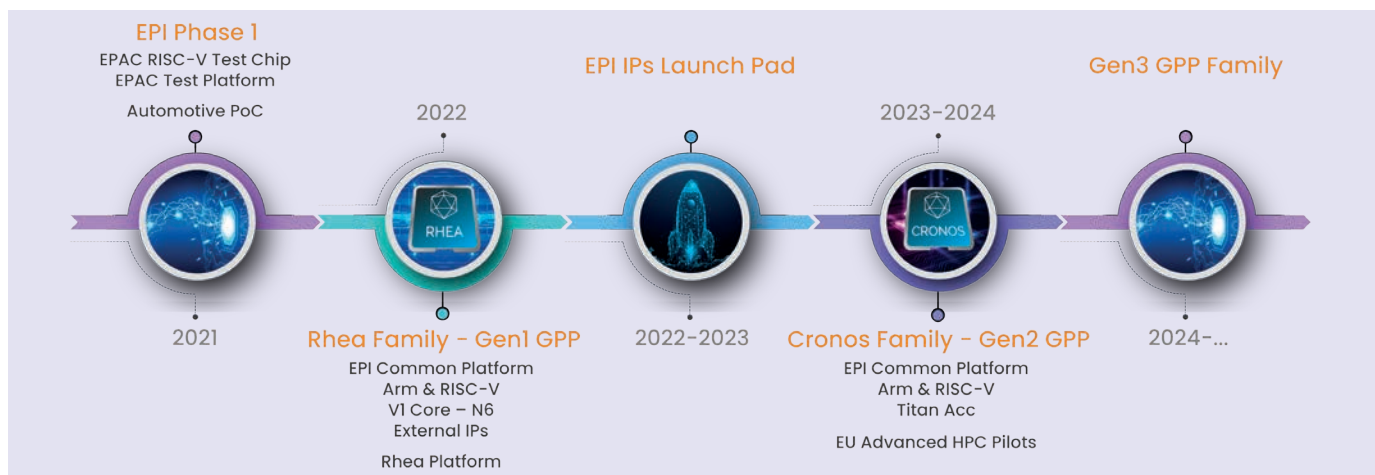 EPI Phase 1
EPAC RISC-V Test Chip
EPAC Test Platform
Automotive PoC
2021
2022
RHEA
Rhea Family - Gen1 GPP
EPI Common Platform
Arm & RISC-V
V1 Core – N6
External IPs
Rhea Platform
EPI IPs Launch Pad
2022-2023
2023-2024
CRONOS
Cronos Family - Gen2 GPP
EPI Common Platform
Arm & RISC-V
Titan Acc
EU Advanced HPC Pilots
Gen3 GPP Family
2024-...